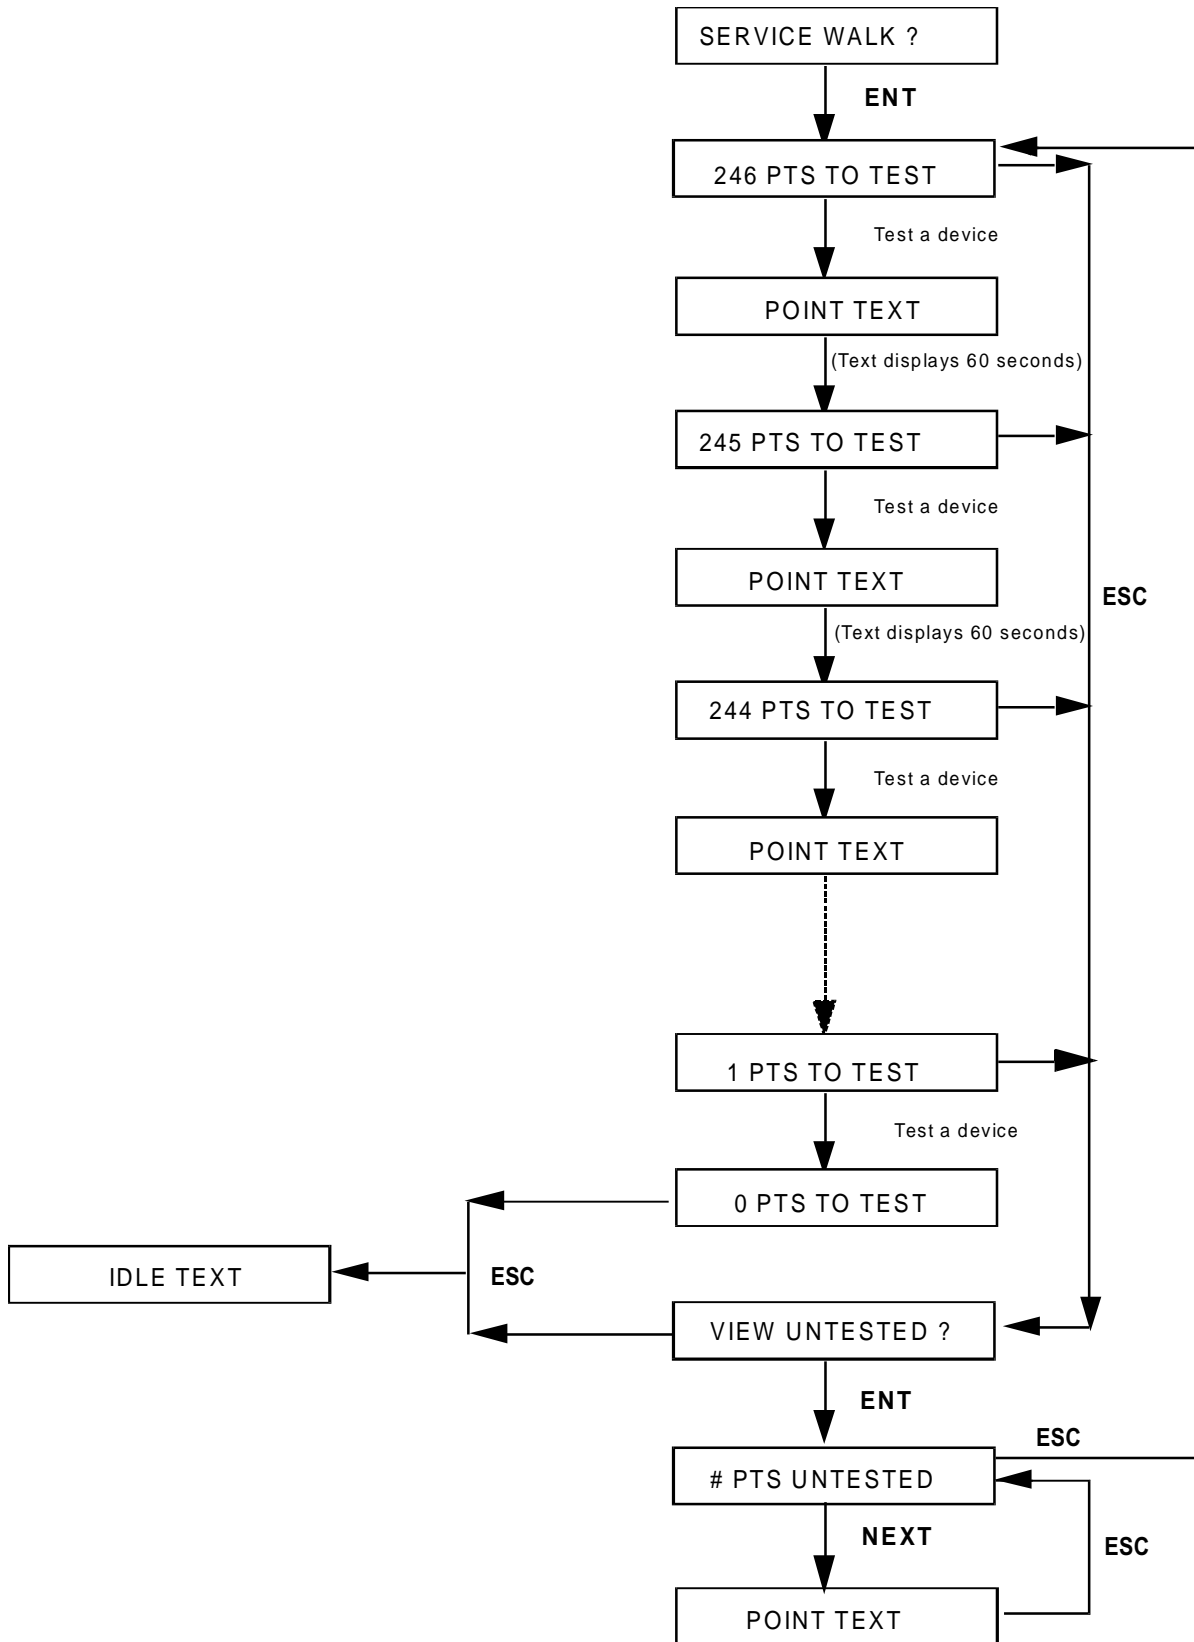 SERVICE WALK ?
ENT
246 PTS TO TEST
Test a device
POINT TEXT
(Text displays 60 seconds)
245 PTS TO TEST
Test a device
POINT TEXT
ESC
(Text displays 60 seconds)
244 PTS TO TEST
Test a device
POINT TEXT
1 PTS TO TEST
Test a device
0 PTS TO TEST
IDLE TEXT
ESC
VIEW UNTESTED ?
ENT
ESC
# PTS UNTESTED
NEXT
ESC
POINT TEXT